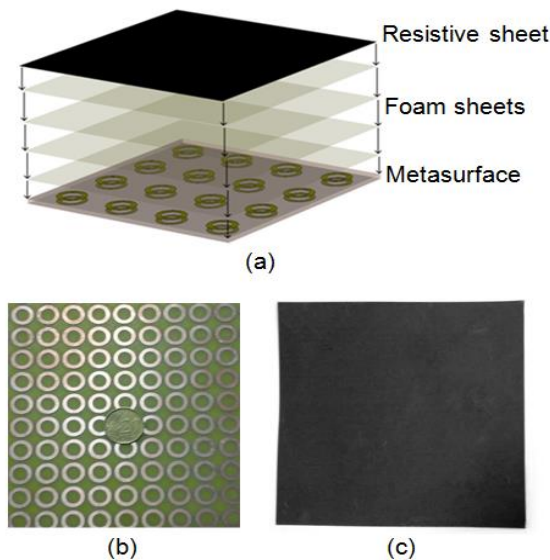 Resistive sheet
Foam sheets
Metasurface
(a)
(b)
(c)